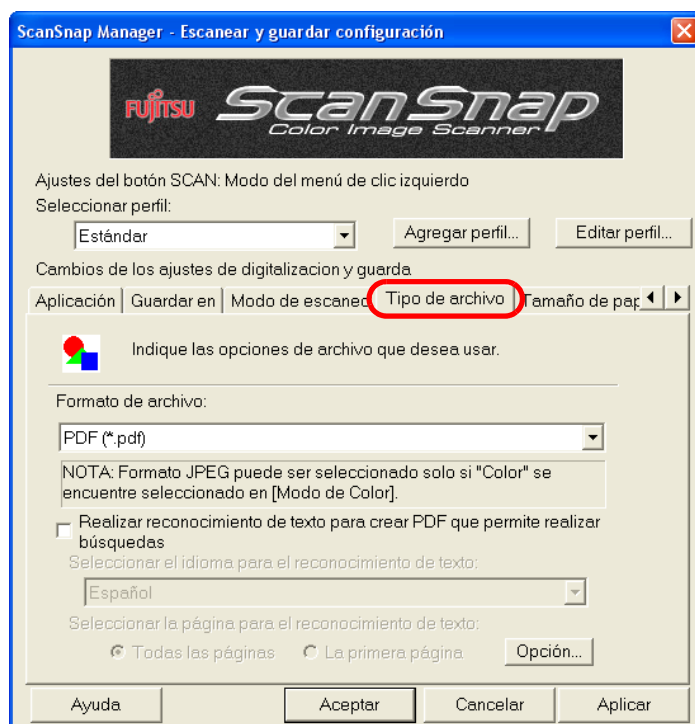 ScanSnap Manager - Escanear y guardar configuración
FUJITSU ScanSnap
Color Image Scanner
Ajustes del botón SCAN: Modo del menú de clic izquierdo
Seleccionar perfil:
Estándar
Agregar perfil...
Editar perfil...
Cambios de los ajustes de digitalizacion y guarda
Aplicación
Guardar en
Modo de escaneo
Tipo de archivo
Tamaño de pap
Indique las opciones de archivo que desea usar.
Formato de archivo:
PDF (*.pdf)
NOTA: Formato JPEG puede ser seleccionado solo si "Color" se
encuentre seleccionado en [Modo de Color].
Realizar reconocimiento de texto para crear PDF que permite realizar
búsquedas
Seleccionar el idioma para el reconocimiento de texto:
Español
Seleccionar la página para el reconocimiento de texto:
Todas las páginas
La primera página
Opción...
Ayuda
Aceptar
Cancelar
Aplicar